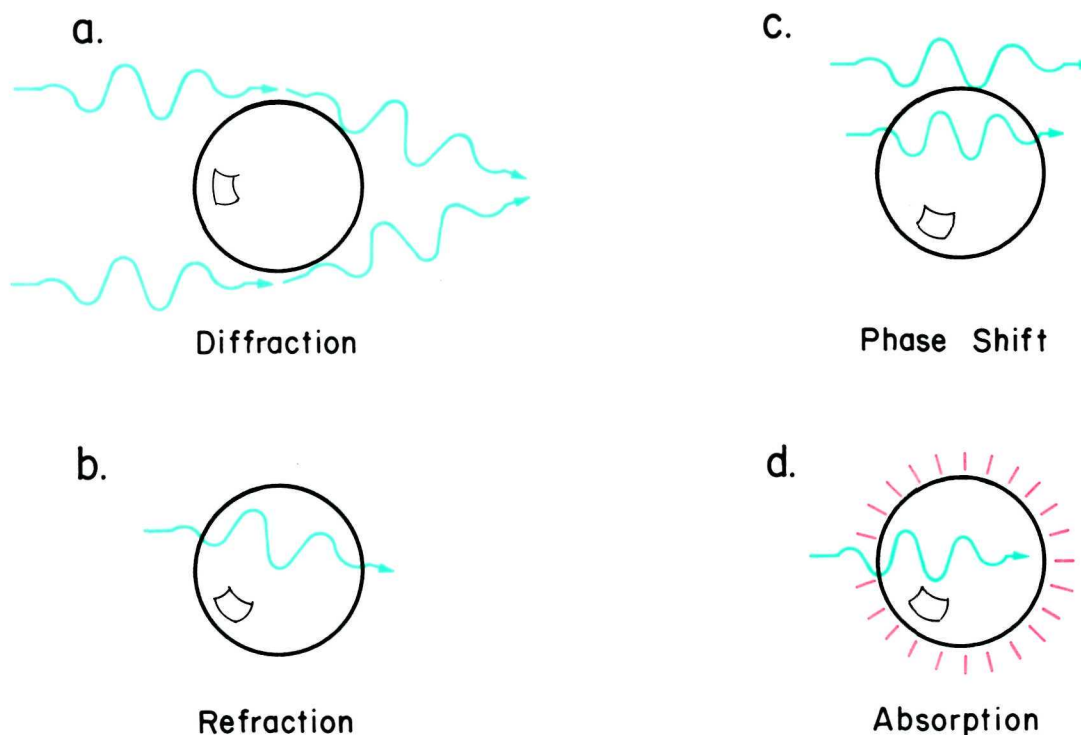 a.
Diffraction
b.
Refraction
c.
Phase Shift
d.
Absorption